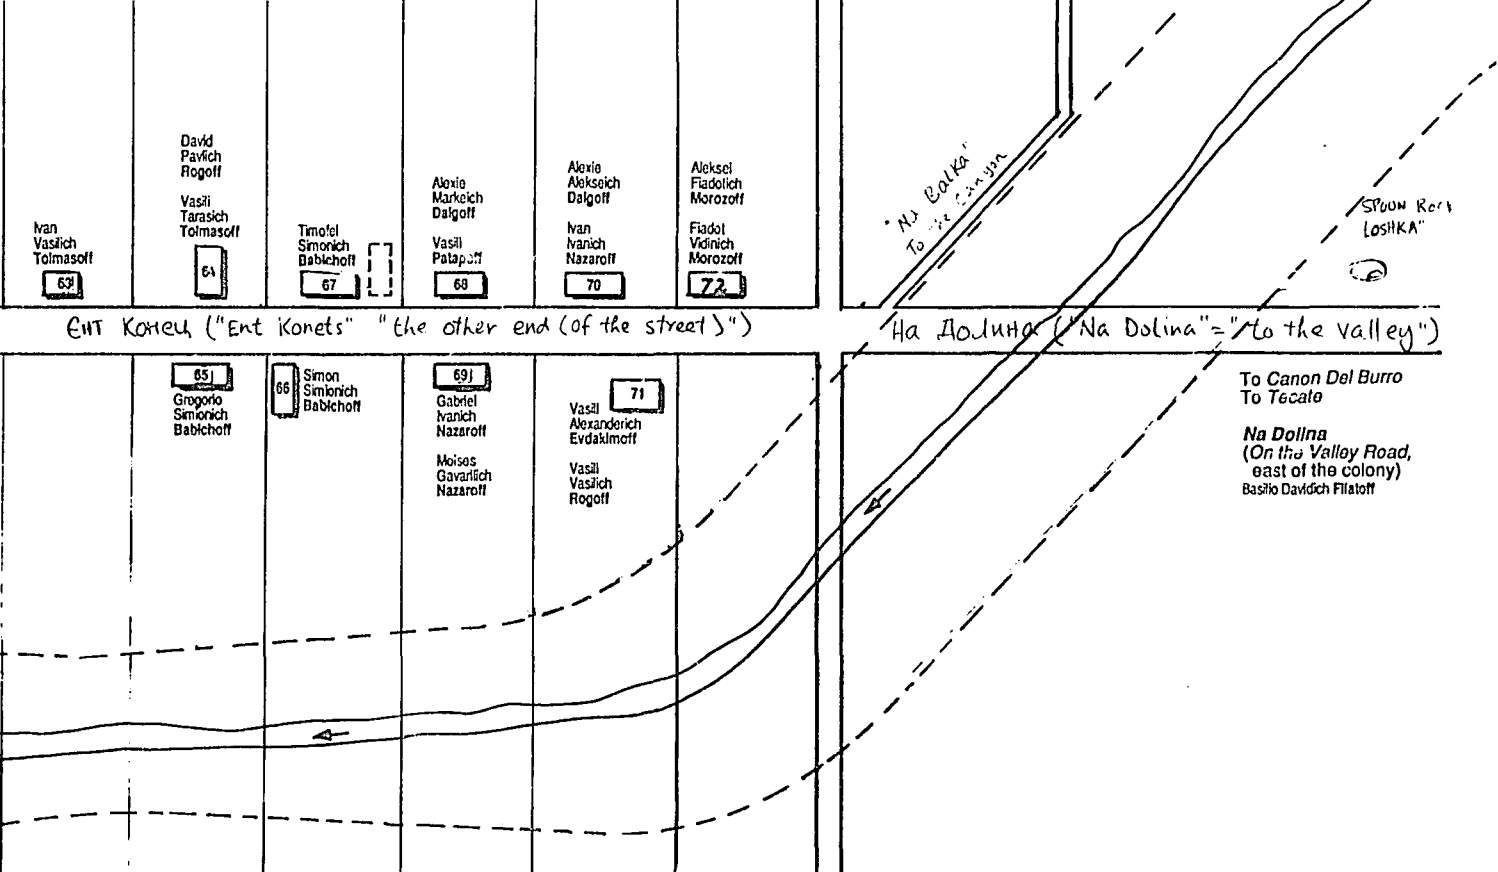 David
Pavlich
Rogoff
Vasili
Tarasich
Tolmasoff
64
Ivan
Vasilich
Tolmasoff
63
Timofei
Simonich
Babichoff
67
Alexie
Markeich
Dalgoff
Vasili
Patapoff
68
Alexie
Alekseich
Dalgoff
Ivan
Ivanich
Nazaroff
70
Aleksei
Fiadotich
Morozoff
Fiadot
Vidinich
Morozoff
72
"Na Balka"
To the Canyon
SPOON Rock
LOSHKA"
Ент Конец ("Ent Konets" "the other end (of the street)")
На Долина ("Na Dolina"="to the valley")
65
Gregorio
Simionich
Babichoff
66
Simon
Simionich
Babichoff
69
Gabriel
Ivanich
Nazaroff
Moises
Gavarilich
Nazaroff
71
Vasili
Alexanderich
Evdakimoff
Vasili
Vasilich
Rogoff
To Canon Del Burro
To Tecate
Na Dolina
(On the Valley Road,
east of the colony)
Basilio Davidich Filatoff